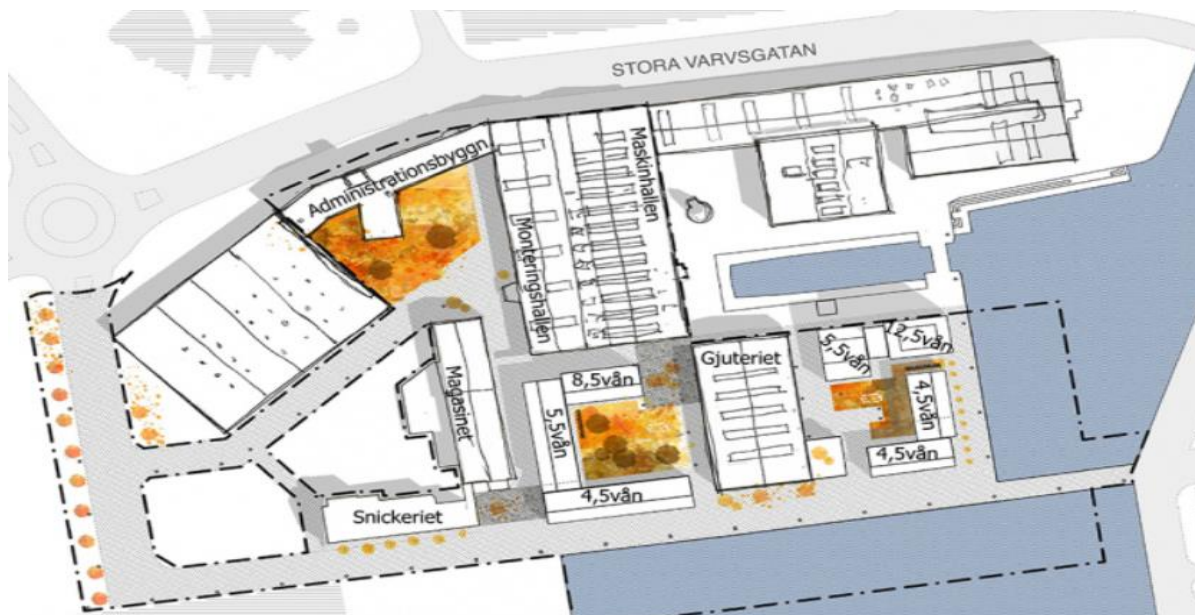 STORA VARVSGATAN
Administrationsbyggn.
Monteringshallen
Maskinhallen
Magasinet
Gjuteriet
8,5vån
5,5vån
4,5vån
5,5vån
12,5vån
4,5vån
4,5vån
Snickeriet